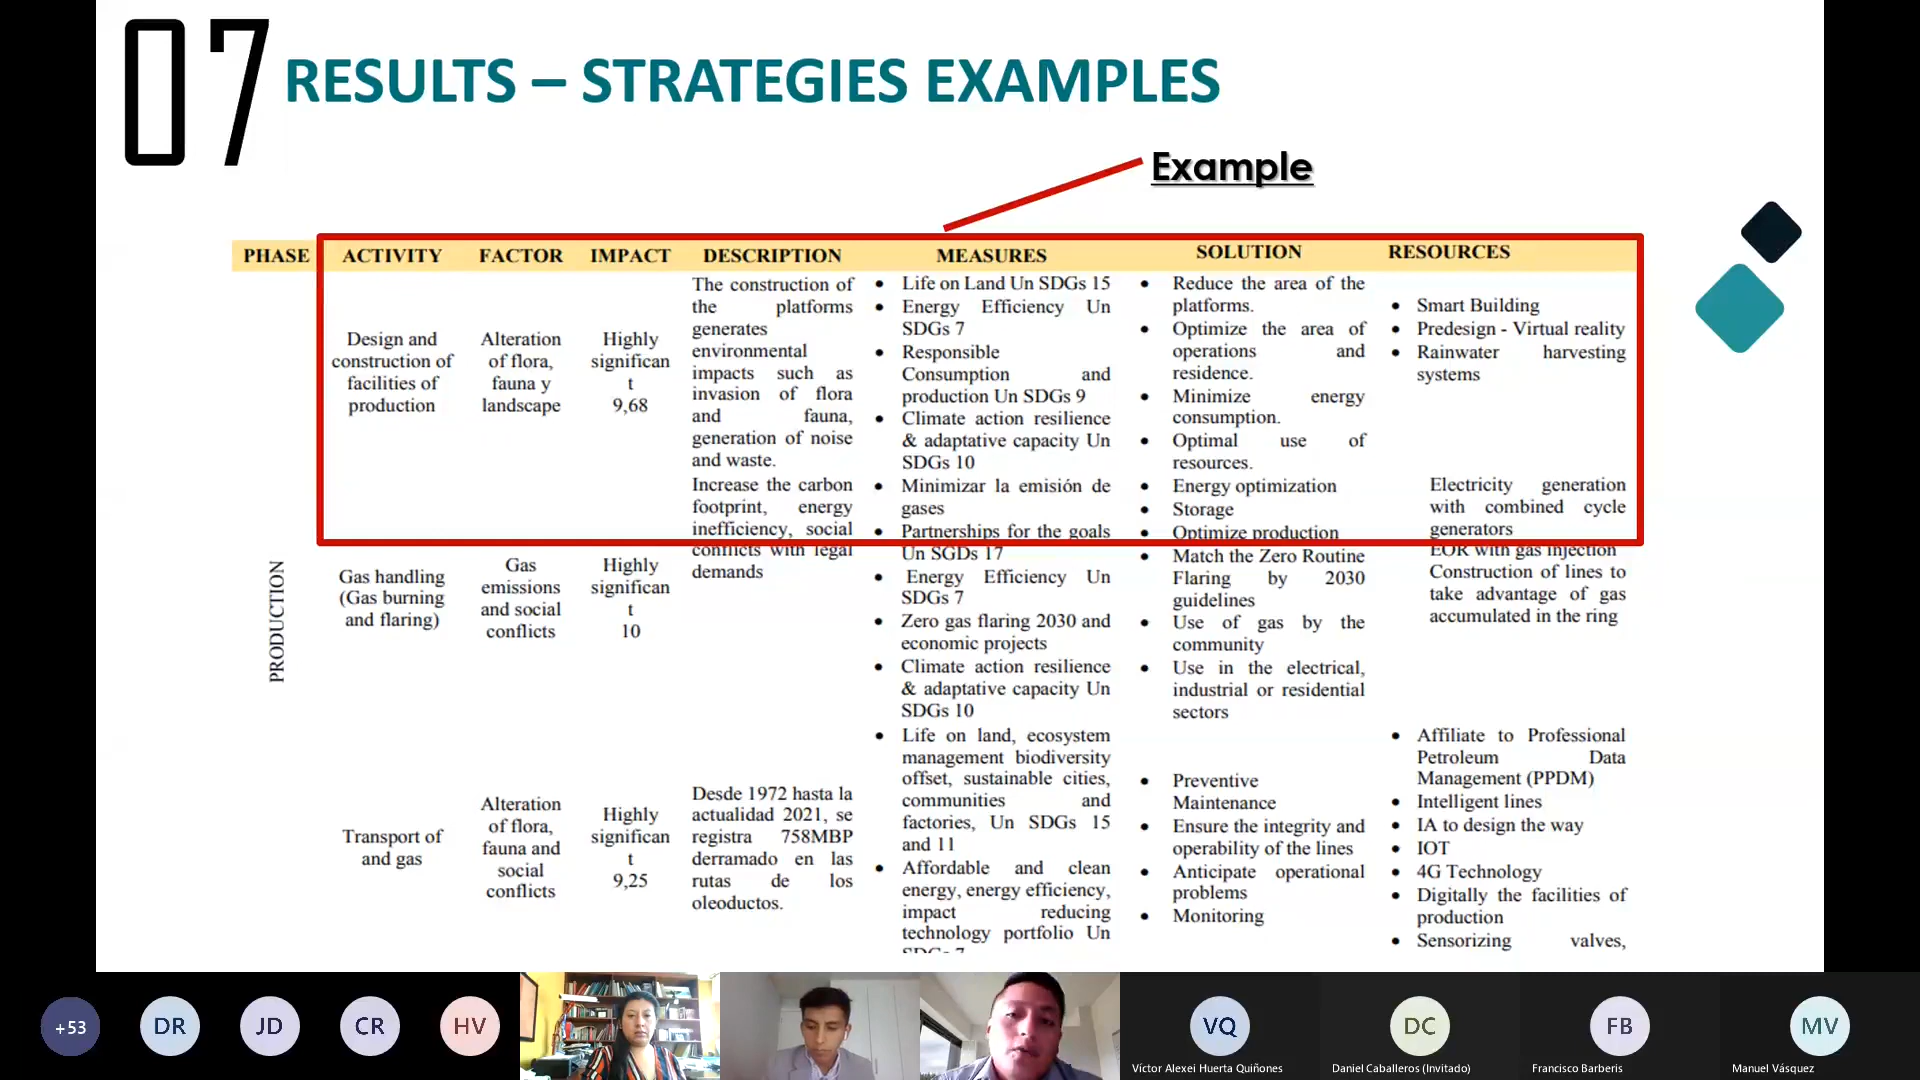 07
RESULTS – STRATEGIES EXAMPLES
Example
PHASE
ACTIVITY
FACTOR
IMPACT
DESCRIPTION
MEASURES
SOLUTION
RESOURCES
PRODUCTION
Design and
construction of
facilities of
production
Alteration
of flora,
fauna y
landscape
Highly
significan
t
9,68
The construction of
the platforms
generates
environmental
impacts such as
invasion of flora
and fauna,
generation of noise
and waste.
• Life on Land Un SDGs 15
• Energy Efficiency Un
SDGs 7
• Responsible
Consumption and
production Un SDGs 9
• Climate action resilience
& adaptative capacity Un
SDGs 10
• Reduce the area of the
platforms.
• Optimize the area of
operations and
residence.
• Minimize energy
consumption.
• Optimal use of
resources.
• Smart Building
• Predesign - Virtual reality
• Rainwater harvesting
systems
Gas handling
(Gas burning
and flaring)
Gas
emissions
and social
conflicts
Highly
significan
t
10
Increase the carbon
footprint, energy
inefficiency, social
conflicts with legal
demands
• Minimizar la emisión de
gases
• Partnerships for the goals
Un SGDs 17
• Energy Efficiency Un
SDGs 7
• Zero gas flaring 2030 and
economic projects
• Climate action resilience
& adaptative capacity Un
SDGs 10
• Energy optimization
• Storage
• Optimize production
• Match the Zero Routine
Flaring by 2030
guidelines
• Use of gas by the
community
• Use in the electrical,
industrial or residential
sectors
Electricity generation
with combined cycle
generators
EOR with gas injection
Construction of lines to
take advantage of gas
accumulated in the ring
Transport of
and gas
Alteration
of flora,
fauna and
social
conflicts
Highly
significan
t
9,25
Desde 1972 hasta la
actualidad 2021, se
registra 758MBP
derramado en las
rutas de los
oleoductos.
• Life on land, ecosystem
management biodiversity
offset, sustainable cities,
communities and
factories, Un SDGs 15
and 11
• Affordable and clean
energy, energy efficiency,
impact reducing
technology portfolio Un
SDGs 7
• Preventive
Maintenance
• Ensure the integrity and
operability of the lines
• Anticipate operational
problems
• Monitoring
• Affiliate to Professional
Petroleum Data
Management (PPDM)
• Intelligent lines
• IA to design the way
• IOT
• 4G Technology
• Digitally the facilities of
production
• Sensorizing valves,
+53
DR
JD
CR
HV
VQ
Víctor Alexei Huerta Quiñones
DC
Daniel Caballeros (Invitado)
FB
Francisco Barberis
MV
Manuel Vásquez